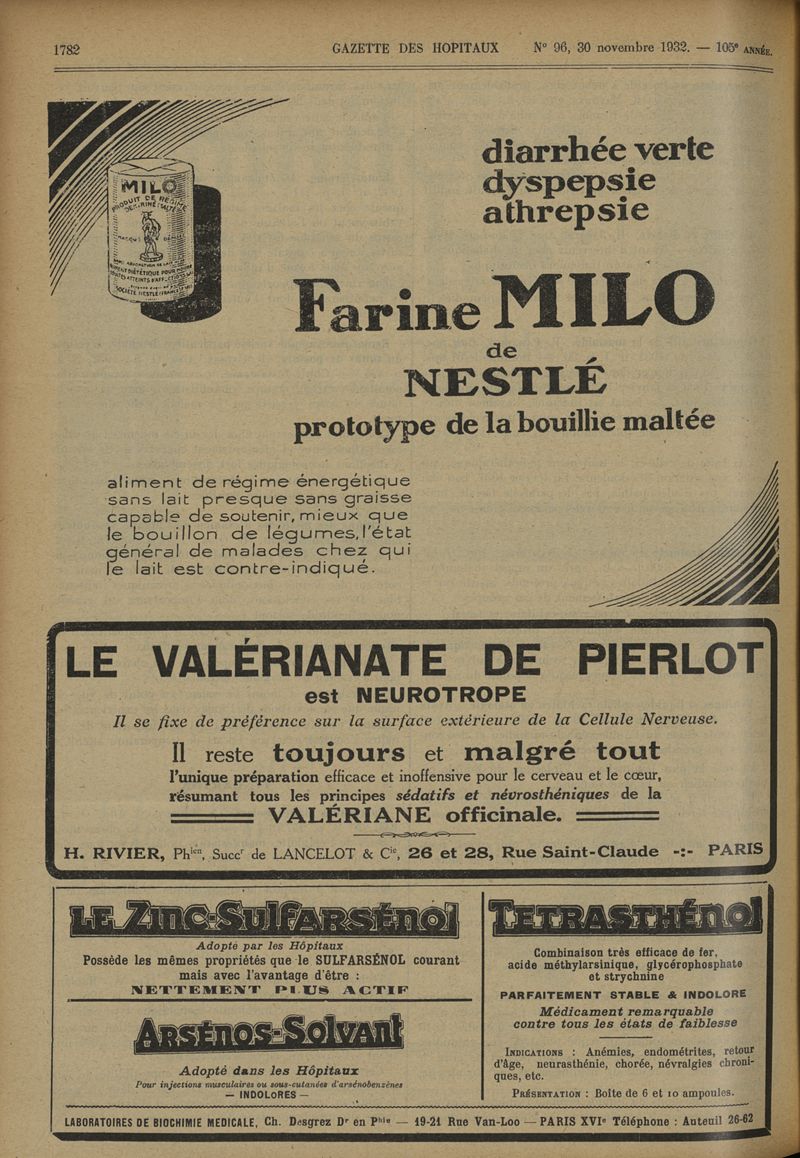 1782
GAZETTE DES HOPITAUX N° 96, 30 novembre 1932. — 105e ANNÉE.
MILO
PRODUIT DE RÉGIME
diarrhée verte
dyspepsie
athrepsie
Farine MILO
de
NESTLÉ
prototype de la bouillie maltée
aliment de régime énergétique
sans lait presque sans graisse
capable de soutenir, mieux que
le bouillon de légumes, l'état
général de malades chez qui
le lait est contre-indiqué.
LE VALÉRIANATE DE PIERLOT
est NEUROTROPE
Il se fixe de préférence sur la surface extérieure de la Cellule Nerveuse.
Il reste toujours et malgré tout
l'unique préparation efficace et inoffensive pour le cerveau et le cœur,
résumant tous les principes sédatifs et névrosthéniques de la
VALÉRIANE officinale.
H. RIVIER, Phien, Succr de LANCELOT & Cie, 26 et 28, Rue Saint-Claude -:- PARIS
LE ZINC-SULFARSÉNOL
Adopté par les Hôpitaux
Possède les mêmes propriétés que le SULFARSÉNOL courant
mais avec l'avantage d'être :
NETTEMENT PLUS ACTIF
ARSÉNOS-SOLVANT
Adopté dans les Hôpitaux
Pour injections musculaires ou sous-cutanées d'arsénobenzènes
— INDOLORES —
TETRASTHÉNOL
Combinaison très efficace de fer,
acide méthylarsinique, glycérophosphate
et strychnine
PARFAITEMENT STABLE & INDOLORE
Médicament remarquable
contre tous les états de faiblesse
INDICATIONS : Anémies, endométrites, retour
d'âge, neurasthénie, chorée, névralgies chroni-
ques, etc.
PRÉSENTATION : Boîte de 6 et 10 ampoules.
LABORATOIRES DE BIOCHIMIE MEDICALE, Ch. Desgrez Dr en Phie — 19-21 Rue Van-Loo — PARIS XVIe Téléphone : Auteuil 26-62